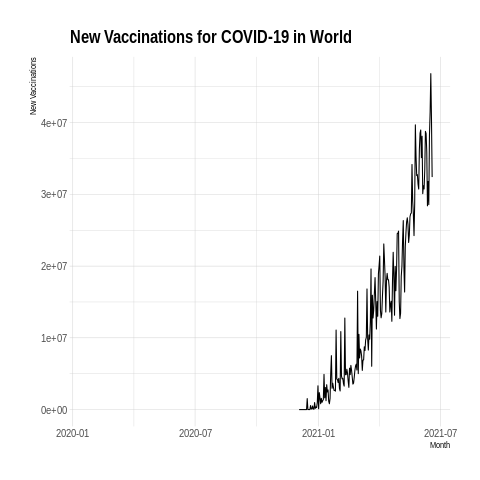 New Vaccinations for COVID-19 in World
New Vaccinations
4e+07
3e+07
2e+07
1e+07
0e+00
2020-01
2020-07
2021-01
2021-07
Month